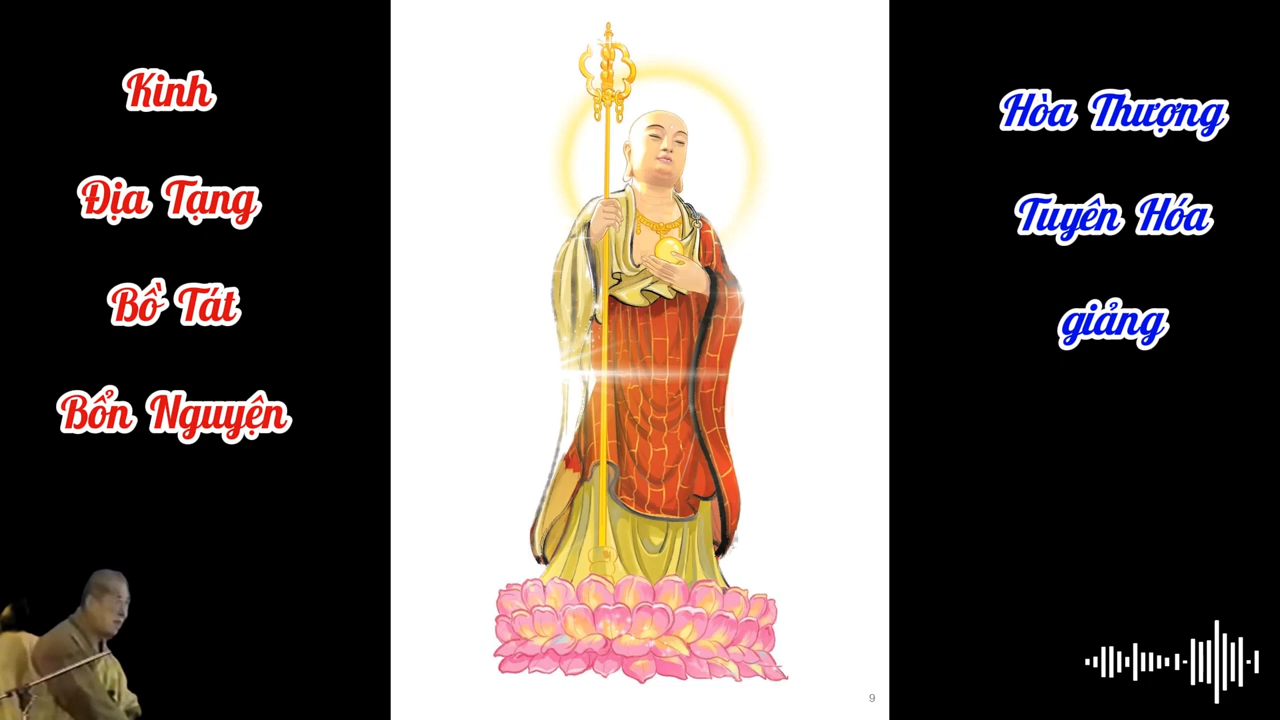 Kinh
Địa Tạng
Bồ Tát
Bổn Nguyện
Hòa Thượng
Tuyên Hóa
giảng
9